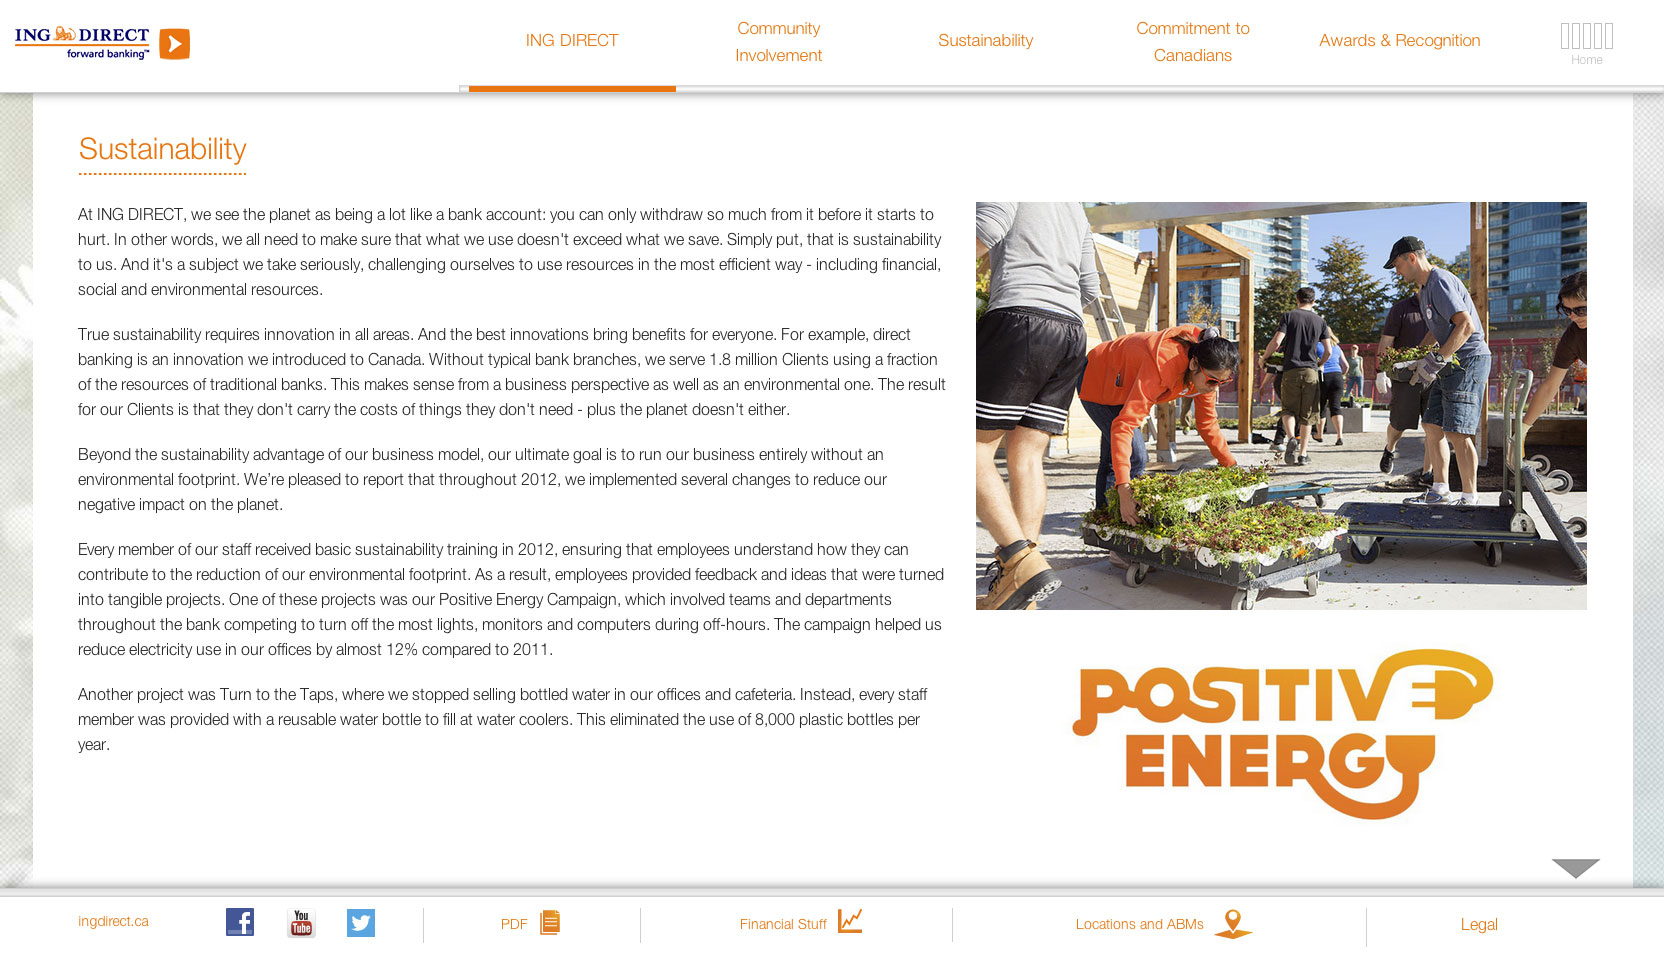 ING DIRECT
forward banking™
ING DIRECT
Community
Involvement
Sustainability
Commitment to
Canadians
Awards & Recognition
Home
Sustainability
At ING DIRECT, we see the planet as being a lot like a bank account: you can only withdraw so much from it before it starts to
hurt. In other words, we all need to make sure that what we use doesn't exceed what we save. Simply put, that is sustainability
to us. And it's a subject we take seriously, challenging ourselves to use resources in the most efficient way - including financial,
social and environmental resources.
True sustainability requires innovation in all areas. And the best innovations bring benefits for everyone. For example, direct
banking is an innovation we introduced to Canada. Without typical bank branches, we serve 1.8 million Clients using a fraction
of the resources of traditional banks. This makes sense from a business perspective as well as an environmental one. The result
for our Clients is that they don't carry the costs of things they don't need - plus the planet doesn't either.
Beyond the sustainability advantage of our business model, our ultimate goal is to run our business entirely without an
environmental footprint. We’re pleased to report that throughout 2012, we implemented several changes to reduce our
negative impact on the planet.
Every member of our staff received basic sustainability training in 2012, ensuring that employees understand how they can
contribute to the reduction of our environmental footprint. As a result, employees provided feedback and ideas that were turned
into tangible projects. One of these projects was our Positive Energy Campaign, which involved teams and departments
throughout the bank competing to turn off the most lights, monitors and computers during off-hours. The campaign helped us
reduce electricity use in our offices by almost 12% compared to 2011.
Another project was Turn to the Taps, where we stopped selling bottled water in our offices and cafeteria. Instead, every staff
member was provided with a reusable water bottle to fill at water coolers. This eliminated the use of 8,000 plastic bottles per
year.
POSITIVE
ENERGY
ingdirect.ca
You
Tube
PDF
Financial Stuff
Locations and ABMs
Legal